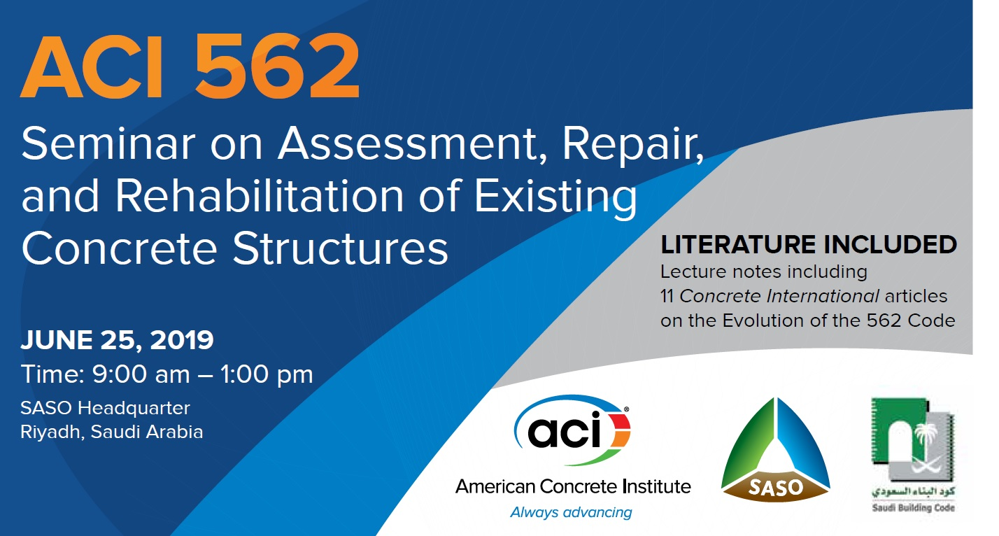 ACI 562
Seminar on Assessment, Repair,
and Rehabilitation of Existing
Concrete Structures
JUNE 25, 2019
Time: 9:00 am – 1:00 pm
SASO Headquarter
Riyadh, Saudi Arabia
LITERATURE INCLUDED
Lecture notes including
11 Concrete International articles
on the Evolution of the 562 Code
aci®
American Concrete Institute
Always advancing
SASO
كود البناء السعودي
Saudi Building Code